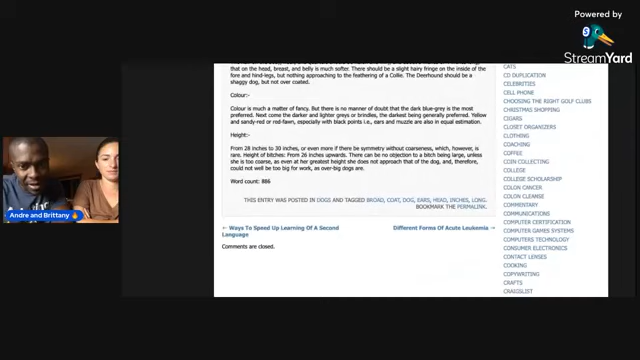 Powered by
StreamYard
that on the head, breast, and belly is much softer. There should be a slight hairy fringe on the inside of the
fore and hind-legs, but nothing approaching to the feathering of a Collie. The Deerhound should be a
shaggy dog, but not over coated.
Colour:-
Colour is much a matter of fancy. But there is no manner of doubt that the dark blue-grey is the most
preferred. Next come the darker and lighter greys or brindles, the darkest being generally preferred. Yellow
and sandy-red or red-fawn, especially with black points i.e., ears and muzzle are also in equal estimation.
Height:-
From 28 inches to 30 inches, or even more if there be symmetry without coarseness, which, however,
is rare. Height of bitches: From 26 inches upwards. There can be no objection to a bitch being large, unless
she is too coarse, as even at her greatest height she does not approach that of the dog, and, therefore,
could not well be too big for work, as over-big dogs are.
Word count: 886
THIS ENTRY WAS POSTED IN DOGS AND TAGGED BROAD, COAT, DOG, EARS, HEAD, INCHES, LONG.
BOOKMARK THE PERMALINK.
← Ways To Speed Up Learning Of A Second
Language
Different Forms Of Acute Leukemia →
Comments are closed.
CATS
CD DUPLICATION
CELEBRITIES
CELL PHONE
CHOOSING THE RIGHT GOLF CLUBS
CHRISTMAS SHOPPING
CIGARS
CLOSET ORGANIZERS
CLOTHING
COACHING
COFFEE
COIN COLLECTING
COLLEGE
COLLEGE SCHOLARSHIP
COLON CANCER
COLON CLEANSE
COMMENTARY
COMMUNICATIONS
COMPUTER CERTIFICATION
COMPUTER GAMES SYSTEMS
COMPUTERS TECHNOLOGY
CONSUMER ELECTRONICS
CONTACT LENSES
COOKING
COPYWRITING
CRAFTS
CRAIGSLIST
Andre and Brittany